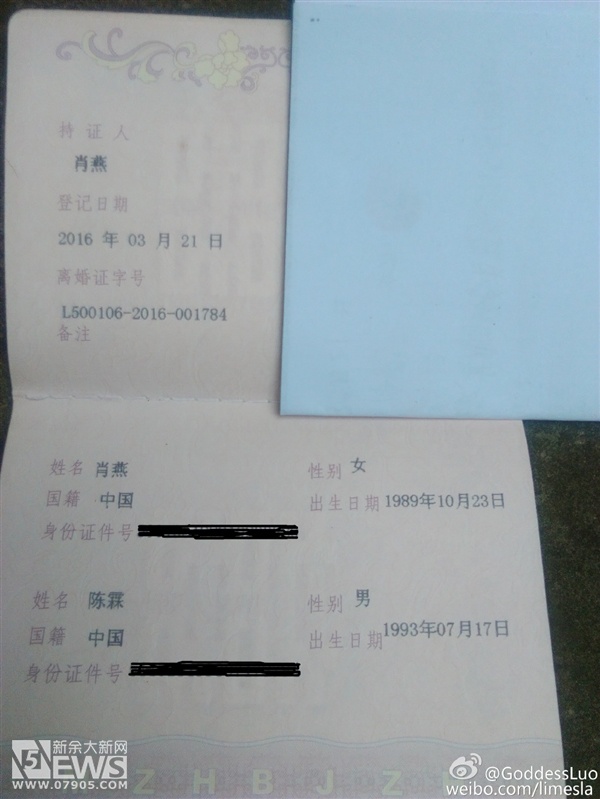 持证人
肖燕
登记日期
2016 年 03 月 21 日
离婚证字号
L500106-2016-001784
备注
姓名 肖燕 性别 女
国籍 中国 出生日期 1989年10月23日
身份证件号
姓名 陈霖 性别 男
国籍 中国 出生日期 1993年07月17日
身份证件号
Z H B J Z
5 新余大新网
NEWS
www.07905.com
@GoddessLuo
weibo.com/limesla